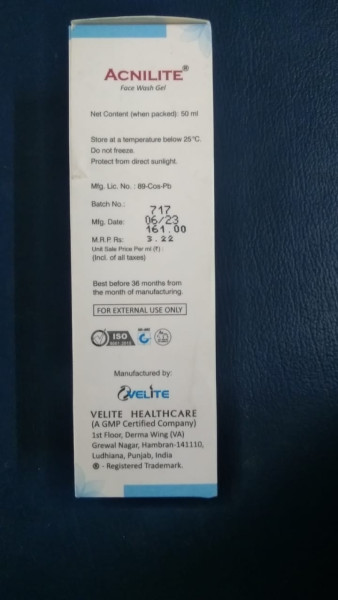 ACNILITE®
Face Wash Gel
Net Content (when packed): 50 ml
Store at a temperature below 25°C.
Do not freeze.
Protect from direct sunlight.
Mfg. Lic. No. : 89-Cos-Pb
Batch No.: 717
Mfg. Date: 06/23
M.R.P. Rs: 161.00
Unit Sale Price Per ml (₹) : 3.22
(Incl. of all taxes)
Best before 36 months from
the month of manufacturing.
FOR EXTERNAL USE ONLY
ISO
Manufactured by:
VELITE
VELITE HEALTHCARE
(A GMP Certified Company)
1st Floor, Derma Wing (VA)
Grewal Nagar, Hambran-141110,
Ludhiana, Punjab, India
® - Registered Trademark.